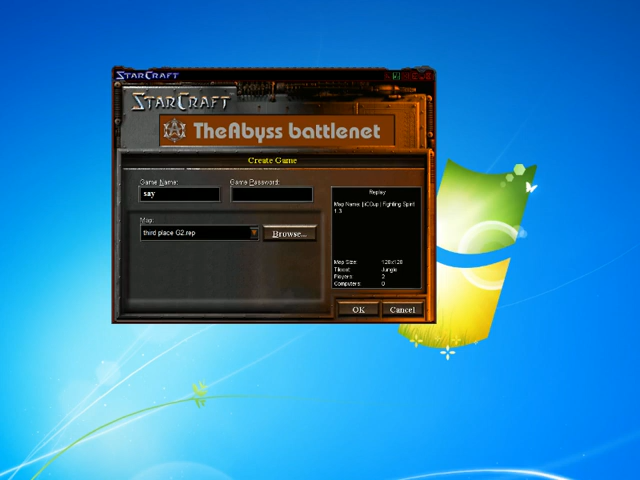 STARCRAFT
STARCRAFT
TheAbyss battlenet
Create Game
Game Name:
Game Password:
say
Map:
third place G2.rep
Browse...
Replay
Map Name: |iCCup | Fighting Spirit
1.3
Map Size: 128x128
Tileset: Jungle
Players: 2
Computers: 0
OK
Cancel